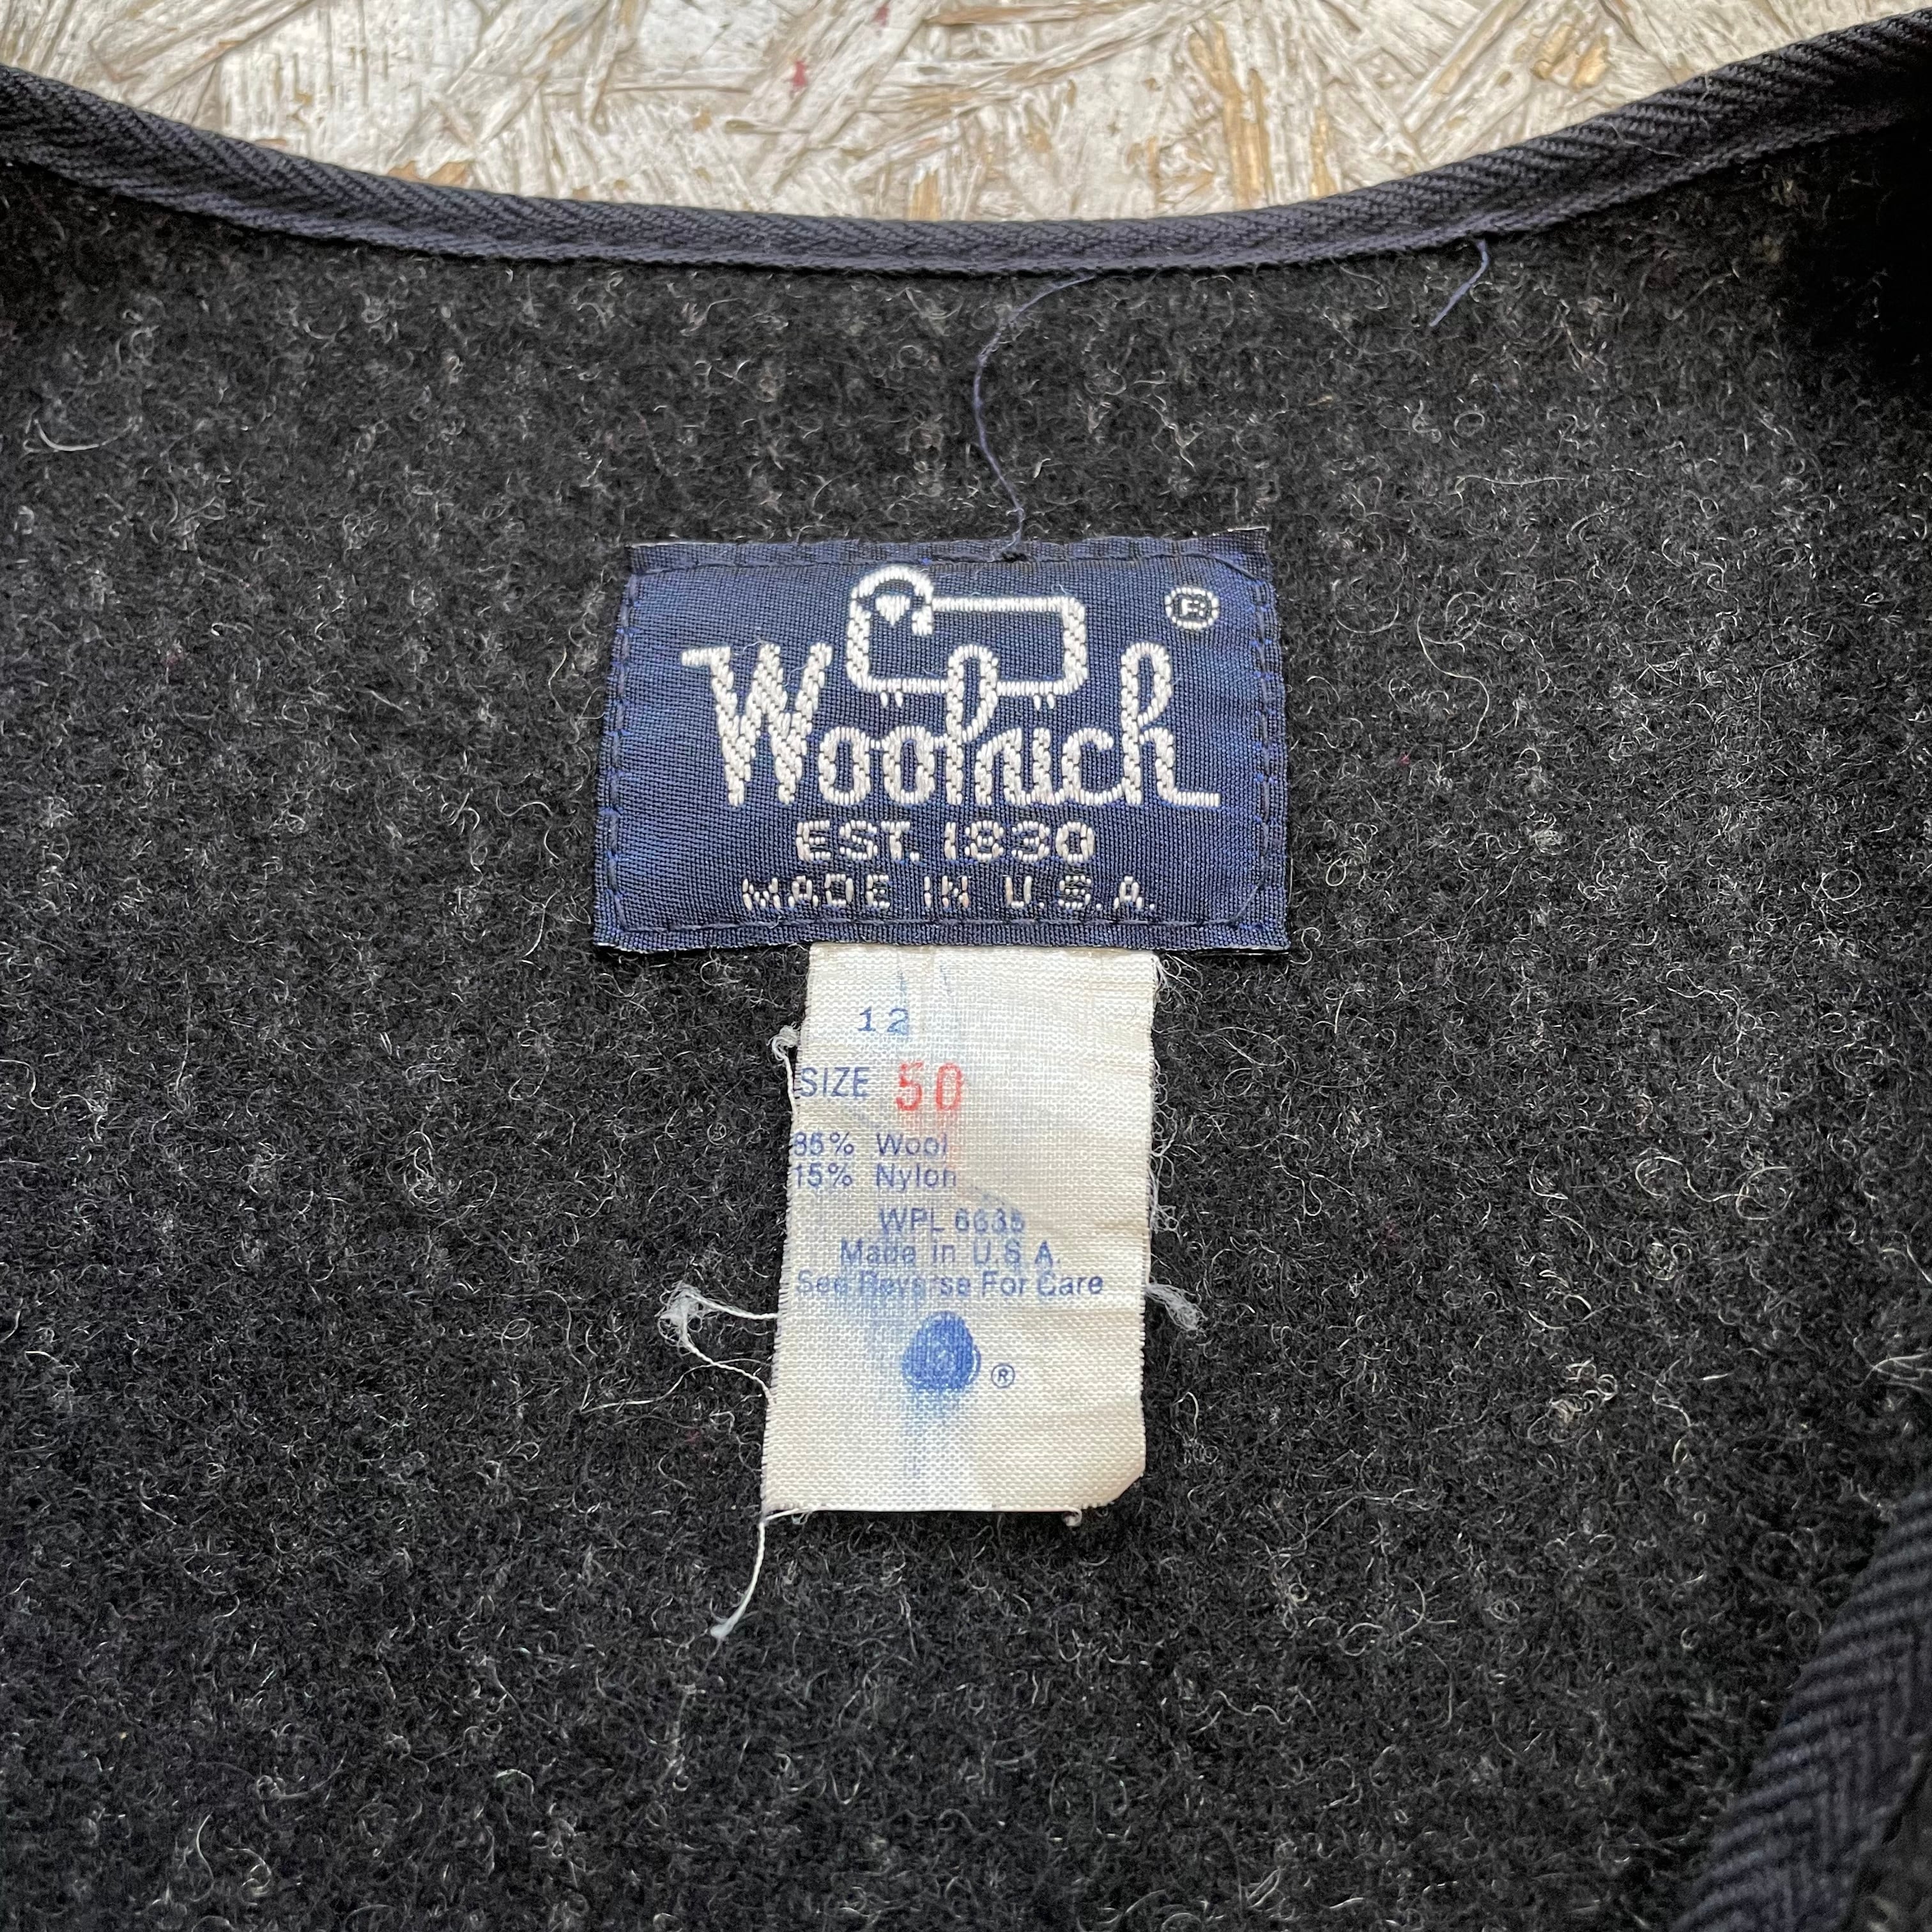 Woolrich ®
EST. 1830
MADE IN U.S.A.
12
SIZE 50
85% Wool
15% Nylon
WPL 6635
Made In U.S.A.
See Reverse For Care
®